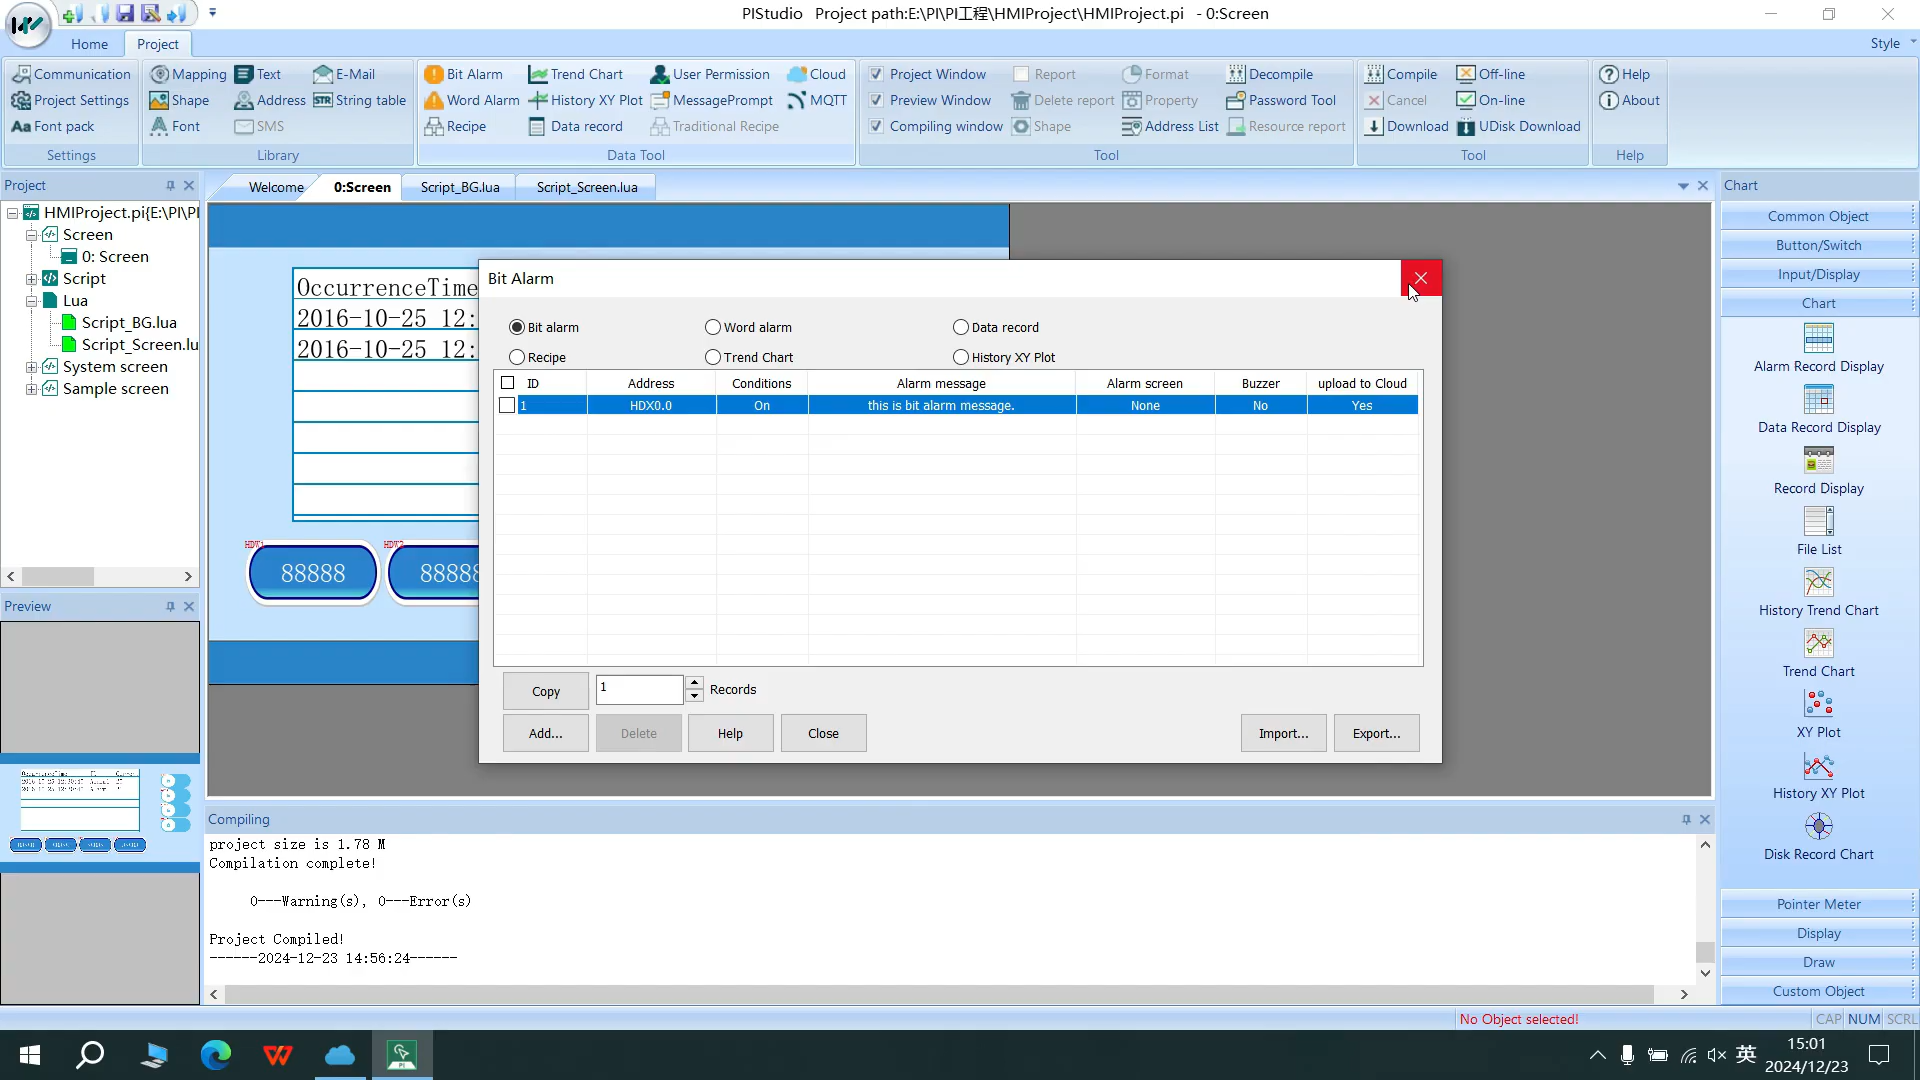 PIStudio   Project path:E:\PI\PI工程\HMIProject\HMIProject.pi   - 0:Screen
Home Project Style
Communication Mapping Text E-Mail Bit Alarm Trend Chart User Permission Cloud Project Window Report Format Decompile Compile Off-line Help
Project Settings Shape Address String table Word Alarm History XY Plot MessagePrompt MQTT Preview Window Delete report Property Password Tool Cancel On-line About
Font pack Font SMS Recipe Data record Traditional Recipe Compiling window Shape Address List Resource report Download UDisk Download
Settings Library Data Tool Tool Tool Help
Project
HMIProject.pi{E:\PI\PI
Screen
0: Screen
Script
Lua
Script_BG.lua
Script_Screen.lu
System screen
Sample screen
Preview
Welcome 0:Screen Script_BG.lua Script_Screen.lua
OccurrenceTime
2016-10-25 12:
2016-10-25 12:
88888 88888
Bit Alarm
Bit alarm Word alarm Data record
Recipe Trend Chart History XY Plot
ID Address Conditions Alarm message Alarm screen Buzzer upload to Cloud
1 HDX0.0 On this is bit alarm message. None No Yes
Copy 1 Records
Add... Delete Help Close Import... Export...
Compiling
project size is 1.78 M
Compilation complete!
0---Warning(s), 0---Error(s)
Project Compiled!
------2024-12-23 14:56:24------
Chart
Common Object
Button/Switch
Input/Display
Chart
Alarm Record Display
Data Record Display
Record Display
File List
History Trend Chart
Trend Chart
XY Plot
History XY Plot
Disk Record Chart
Pointer Meter
Display
Draw
Custom Object
No Object selected! CAP NUM SCRL
英 15:01
2024/12/23